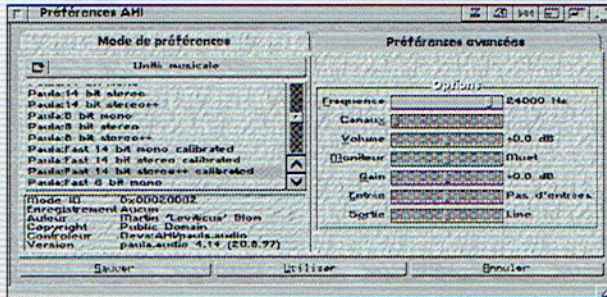 Préférences AHI
Mode de préférences
Préférances avancées
Unité musicale
Paula:14 bit stereo
Paula:14 bit stereo++
Paula:8 bit mono
Paula:8 bit stereo
Paula:8 bit stereo++
Paula:Fast 14 bit mono calibrated
Paula:Fast 14 bit stereo calibrated
Paula:Fast 14 bit stereo++ calibrated
Paula:Fast 8 bit mono
Mode ID 0x00020002
Enregistrement Aucun
Auteur Martin 'Leviticus' Blom
Copyright Public Domain
Controleur Devs:AHI/paula.audio
Version paula.audio 4.14 (20.8.97)
Options
Fréquence 24000 Hz
Canaux
Volume +0.0 dB
Moniteur Muet
Gain +0.0 dB
Entrée Pas d'entrées
Sortie Line
Sauver
Utiliser
Annuler